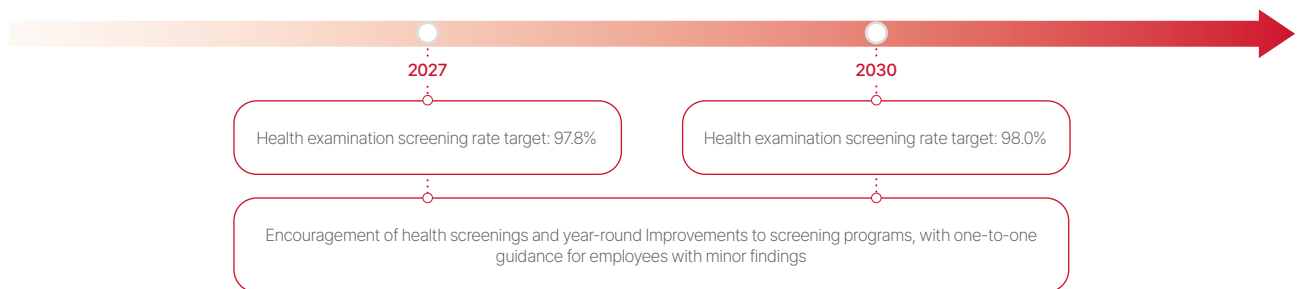 2027
2030
Health examination screening rate target: 97.8%
Health examination screening rate target: 98.0%
Encouragement of health screenings and year-round Improvements to screening programs, with one-to-one
guidance for employees with minor findings